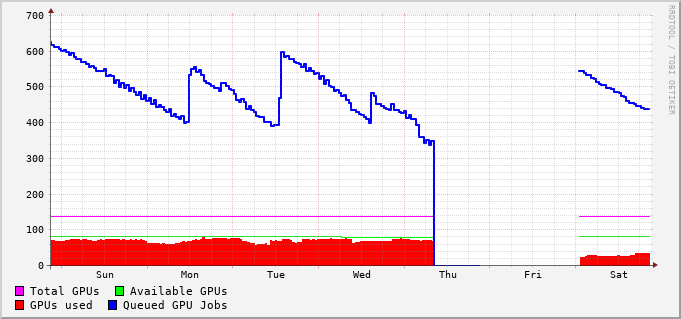 700
600
500
400
300
200
100
0
Sun Mon Tue Wed Thu Fri Sat
Total GPUs Available GPUs
GPUs used Queued GPU Jobs
RRDTOOL / TOBI OETIKER